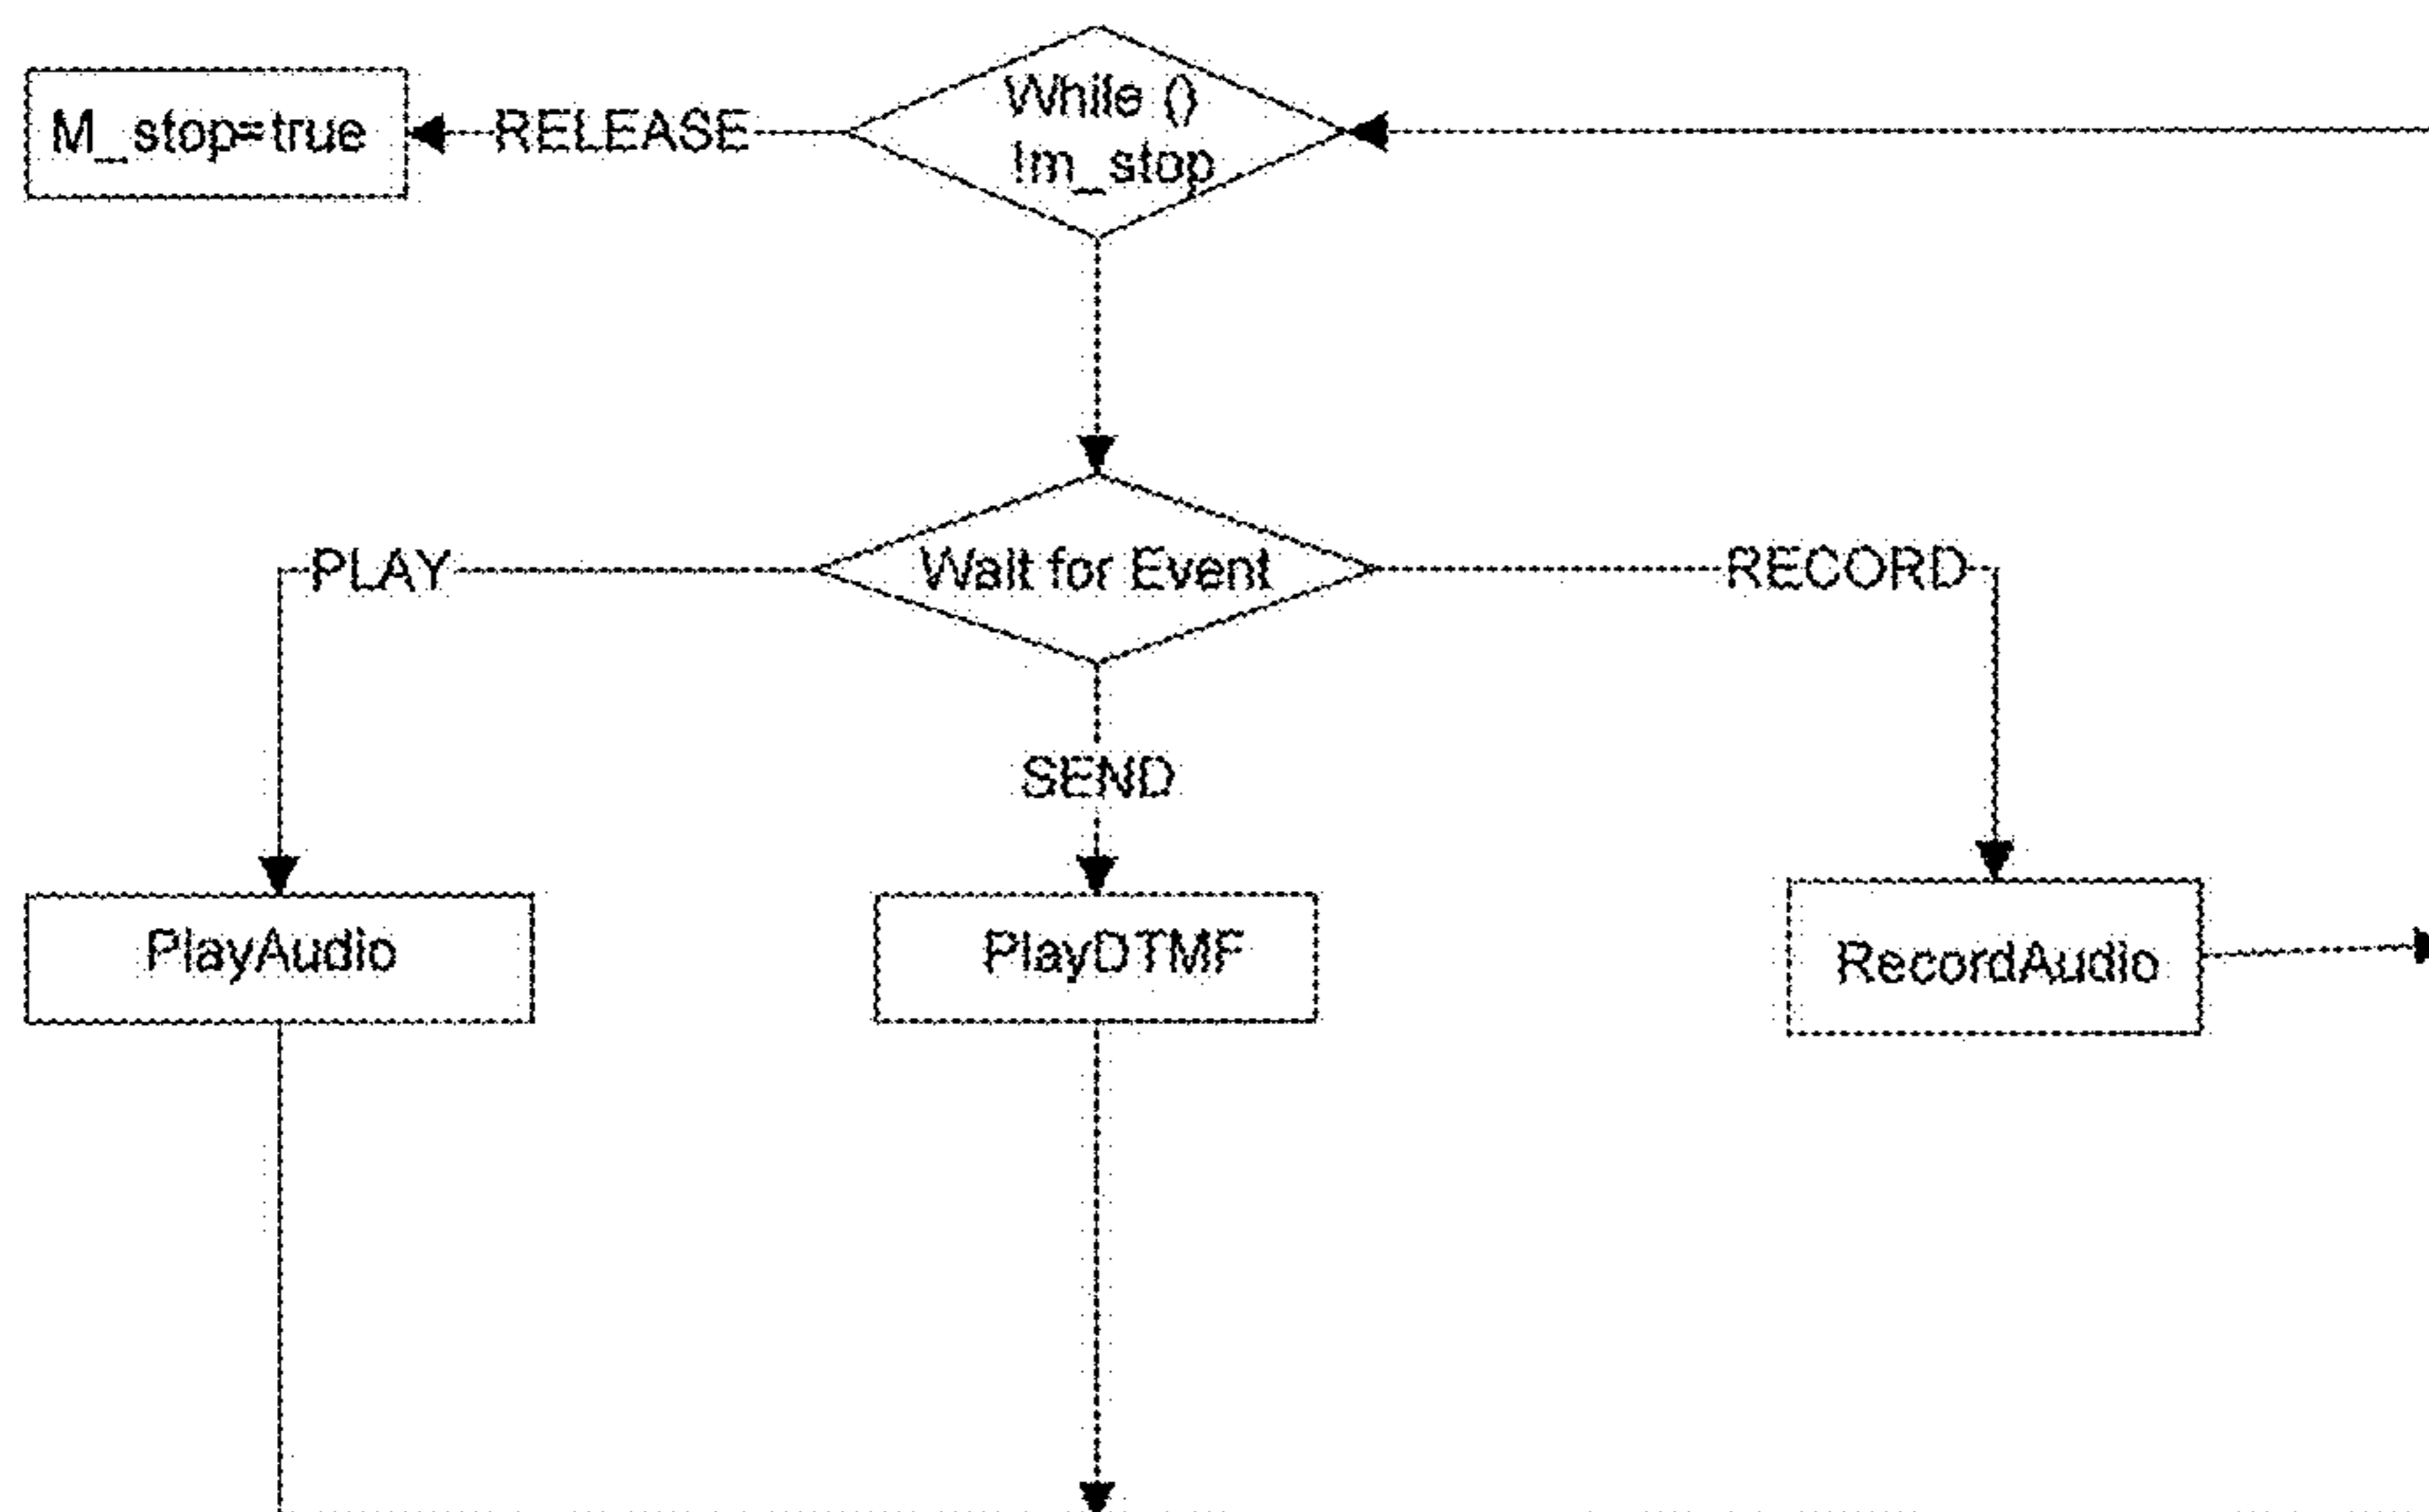 While ()
!m_stop
RELEASE
M_stop=true
Wait for Event
PLAY
RECORD
SEND
PlayAudio
PlayDTMF
RecordAudio